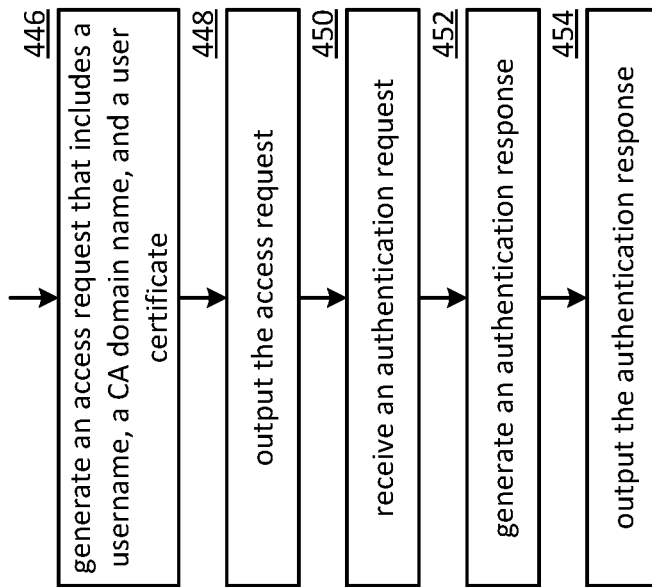 446
generate an access request that includes a
username, a CA domain name, and a user
certificate
448
output the access request
450
receive an authentication request
452
generate an authentication response
454
output the authentication response